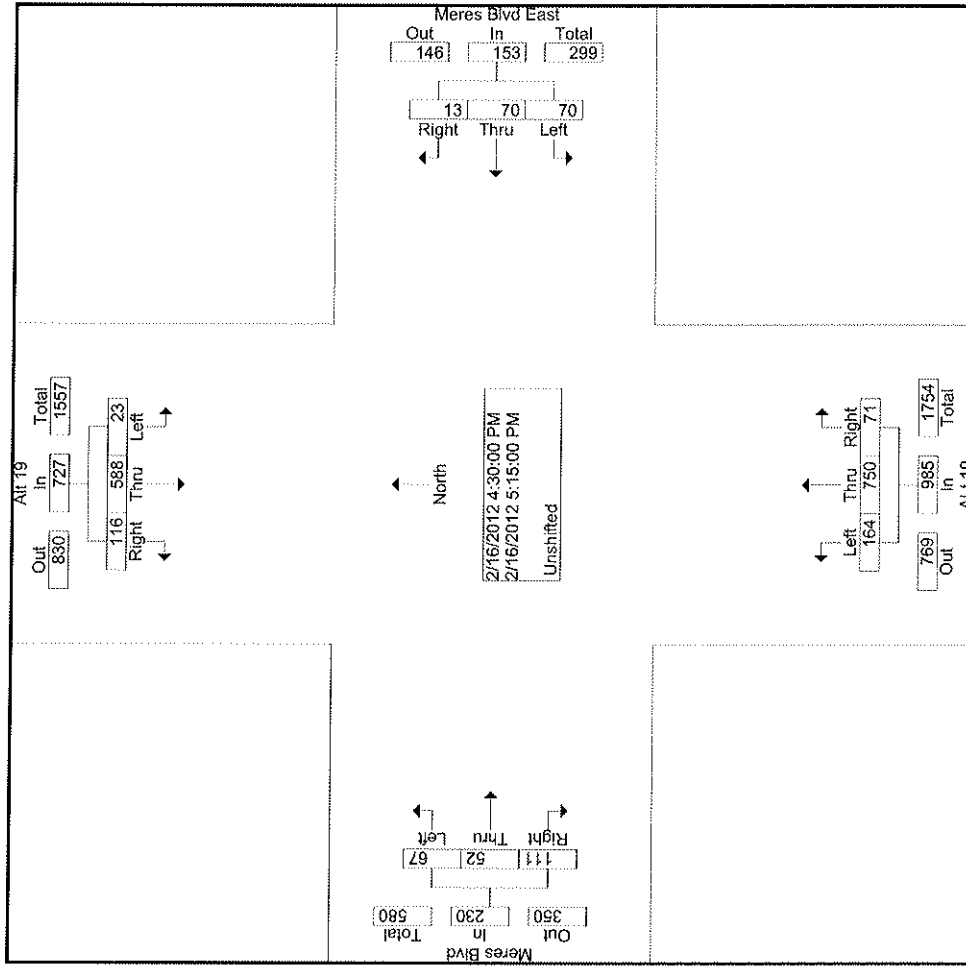 Meres Blvd East
Out In Total
146 153 299
13 70 70
Right Thru Left
Alt 19
Out In Total
830 727 1557
116 588 23
Right Thru Left
North
2/16/2012 4:30:00 PM
2/16/2012 5:15:00 PM
Unshifted
Left Thru Right
164 750 71
769 985 1754
Out In Total
Alt 19
Left Thru Right
67 52 111
580 230 350
Total In Out
Meres Blvd